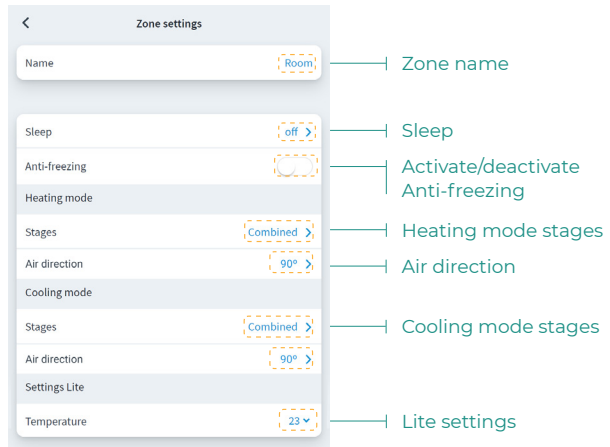 Zone settings
Name Room Zone name
Sleep off Sleep
Anti-freezing Activate/deactivate
Anti-freezing
Heating mode
Stages Combined Heating mode stages
Air direction 90º Air direction
Cooling mode
Stages Combined Cooling mode stages
Air direction 90º
Settings Lite
Temperature 23 Lite settings